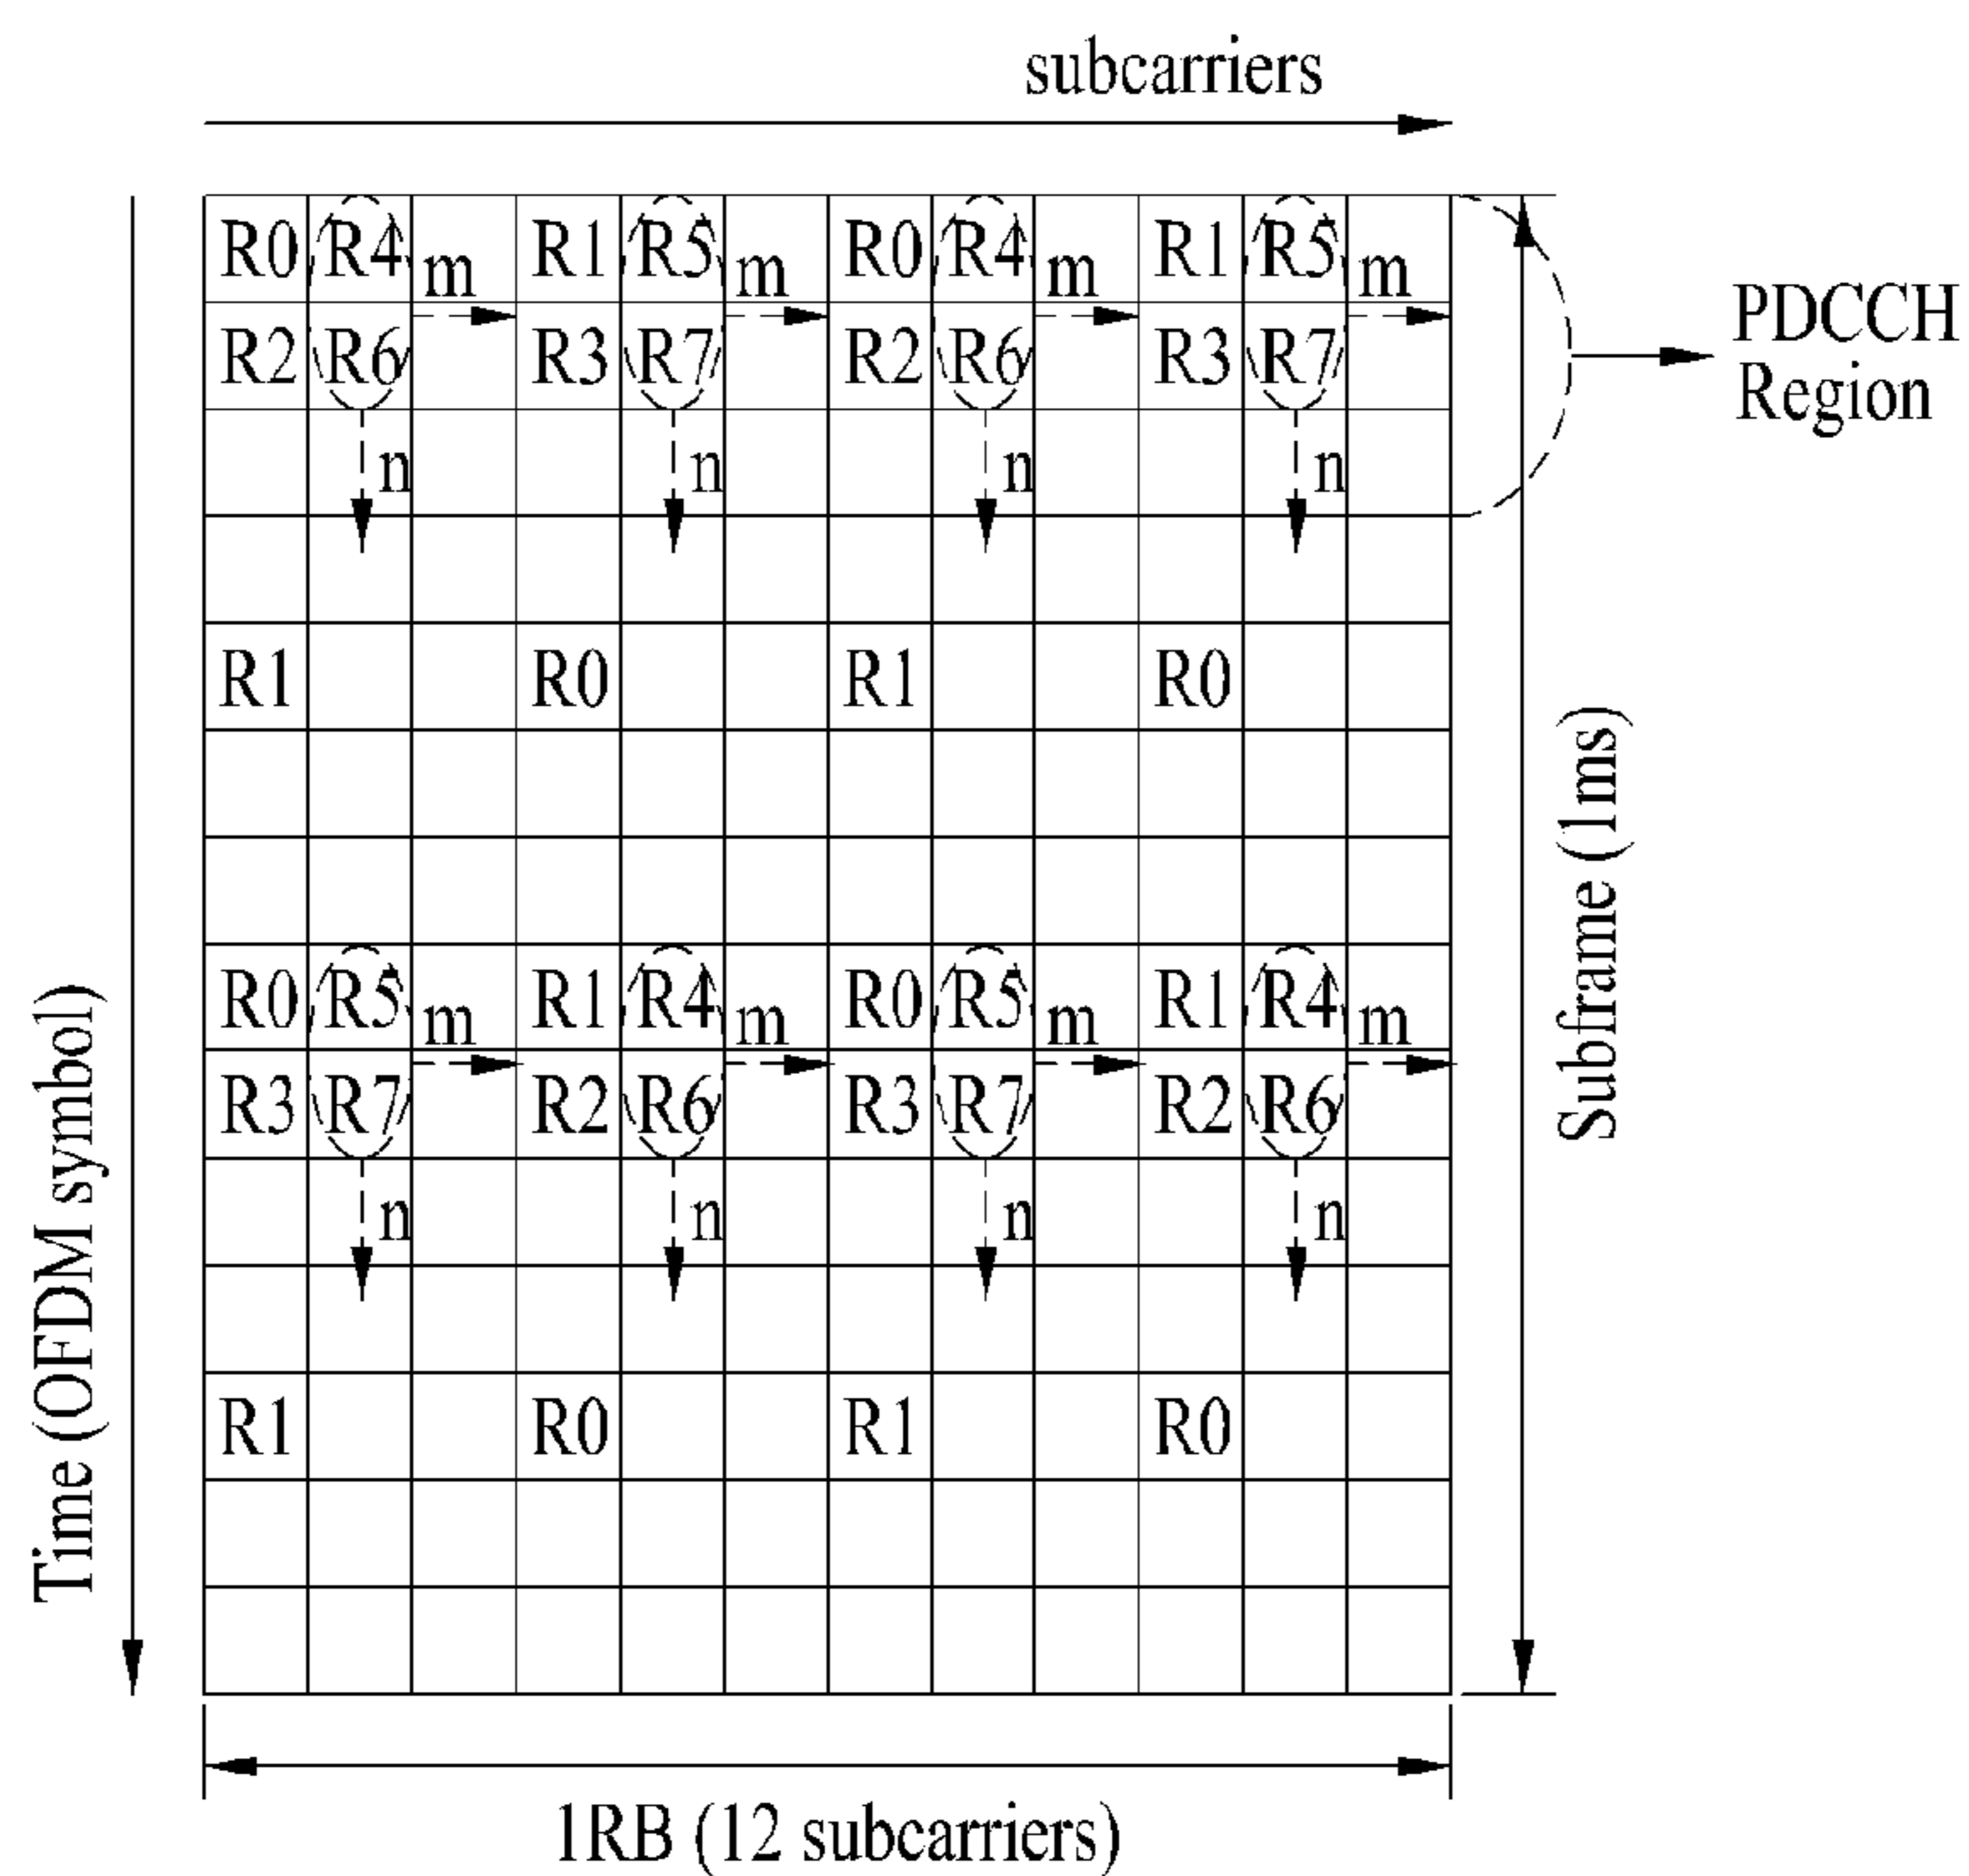 subcarriers
R0 R4 R1 R5 R0 R4 R1 R5
m m m m
R2 R6 R3 R7 R2 R6 R3 R7
PDCCH
Region
n n n n
R1 R0 R1 R0
R0 R5 R1 R4 R0 R5 R1 R4
m m m m
R3 R7 R2 R6 R3 R7 R2 R6
n n n n
R1 R0 R1 R0
Time (OFDM symbol)
Subframe (1ms)
1RB (12 subcarriers)